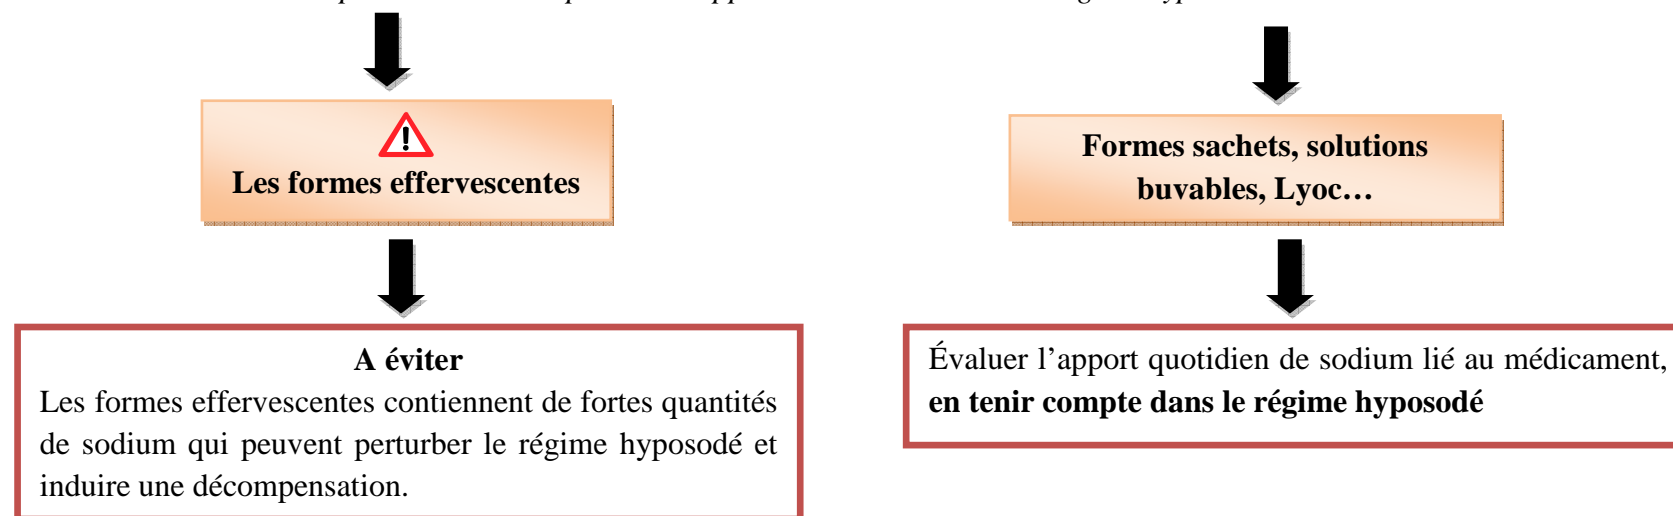 Les formes effervescentes
Formes sachets, solutions
buvables, Lyoc…
A éviter
Les formes effervescentes contiennent de fortes quantités
de sodium qui peuvent perturber le régime hyposodé et
induire une décompensation.
Évaluer l’apport quotidien de sodium lié au médicament,
en tenir compte dans le régime hyposodé